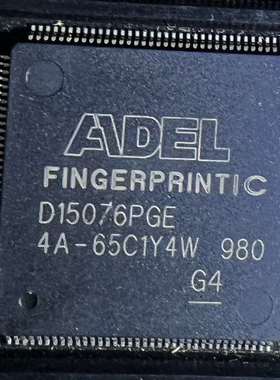 ADEL
FINGERPRINTIC
D15076PGE
4A-65C1Y4W 980
G4